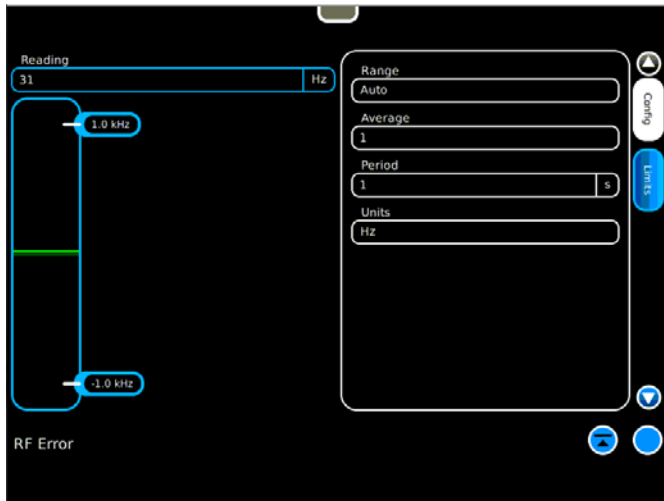 Reading
31 Hz
1.0 kHz
-1.0 kHz
Range
Auto
Average
1
Period
1 s
Units
Hz
Config
Limits
RF Error